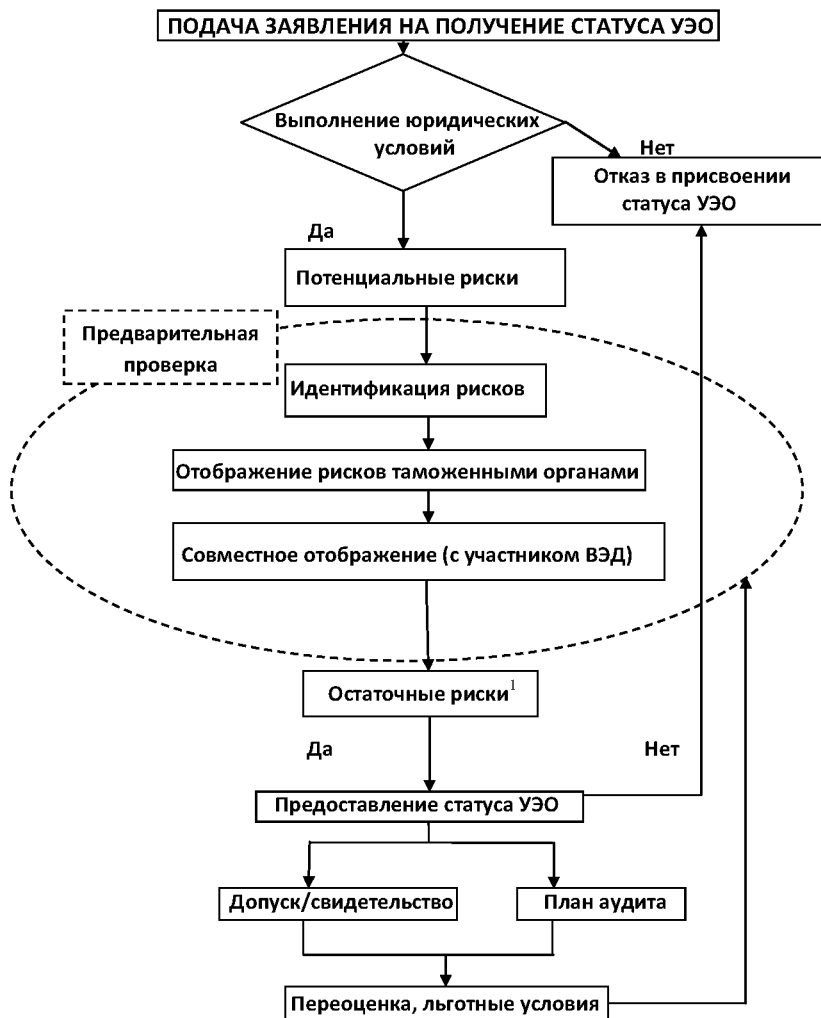 ПОДАЧА ЗАЯВЛЕНИЯ НА ПОЛУЧЕНИЕ СТАТУСА УЭО
Выполнение юридических
условий
Нет
Отказ в присвоении
статуса УЭО
Да
Потенциальные риски
Предварительная
проверка
Идентификация рисков
Отображение рисков таможенными органами
Совместное отображение (с участником ВЭД)
Остаточные риски¹
Да
Нет
Предоставление статуса УЭО
Допуск/свидетельство
План аудита
Переоценка, льготные условия